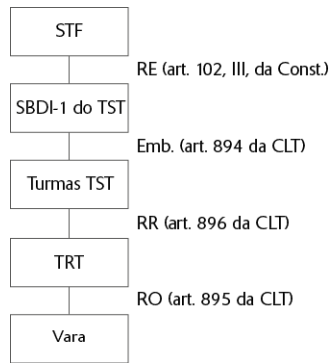 STF
RE (art. 102, III, da Const.)
SBDI-1 do TST
Emb. (art. 894 da CLT)
Turmas TST
RR (art. 896 da CLT)
TRT
RO (art. 895 da CLT)
Vara